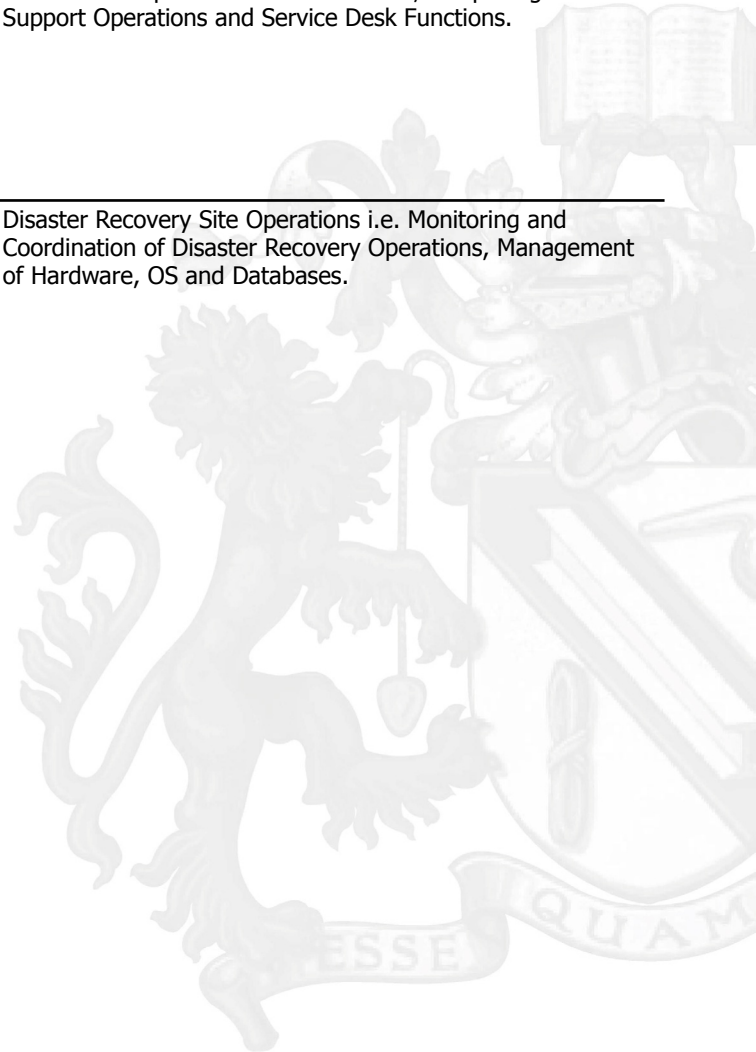 Support Operations and Service Desk Functions.
Disaster Recovery Site Operations i.e. Monitoring and
Coordination of Disaster Recovery Operations, Management
of Hardware, OS and Databases.
ESSE
QUAM